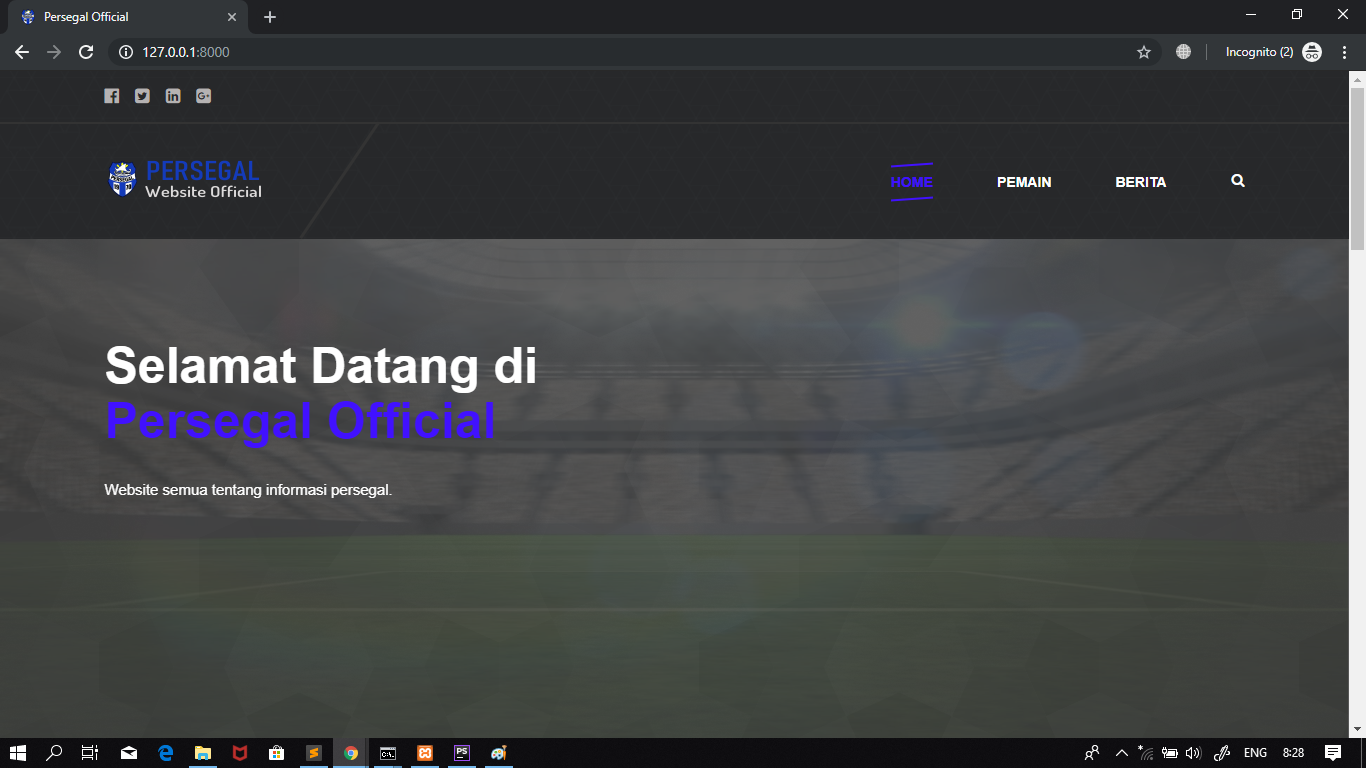 Persegal Official
127.0.0.1:8000
Incognito (2)
PERSEGAL
Website Official
HOME
PEMAIN
BERITA
Selamat Datang di
Persegal Official
Website semua tentang informasi persegal.
ENG
8:28